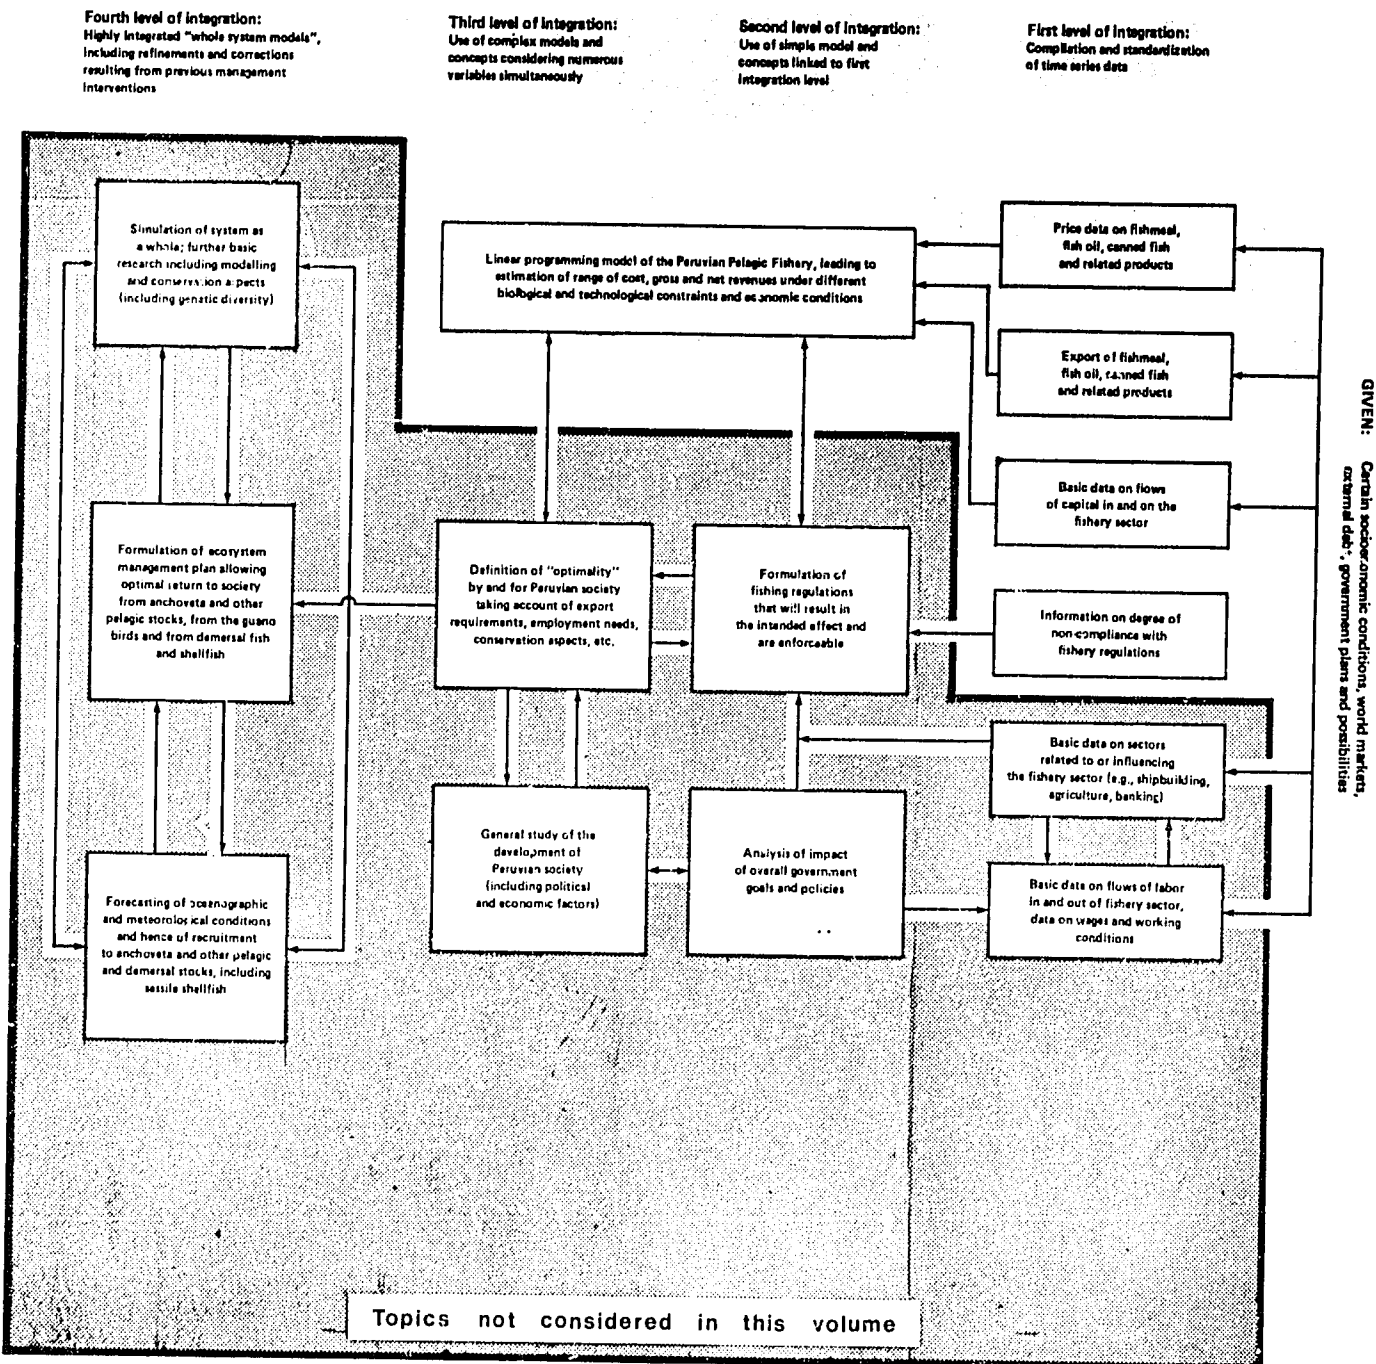 Fourth level of integration:
Highly integrated "whole system models",
including refinements and corrections
resulting from previous management
interventions
Third level of integration:
Use of complex models and
concepts considering numerous
variables simultaneously
Second level of integration:
Use of simple model and
concepts linked to first
integration level
First level of integration:
Compilation and standardization
of time series data
Simulation of system as
a whole; further basic
research including modelling
and conservation aspects
(including genetic diversity)
Linear programming model of the Peruvian Pelagic Fishery, leading to
estimation of range of cost, gross and net revenues under different
biological and technological constraints and economic conditions
Price data on fishmeal,
fish oil, canned fish
and related products
Export of fishmeal,
fish oil, canned fish
and related products
Basic data on flows
of capital in and on the
fishery sector
Formulation of ecosystem
management plan allowing
optimal return to society
from anchoveta and other
pelagic stocks, from the guano
birds and from demersal fish
and shellfish
Definition of "optimality"
by and for Peruvian society
taking account of export
requirements, employment needs,
conservation aspects, etc.
Formulation of
fishing regulations
that will result in
the intended effect and
are enforceable
Information on degree of
non-compliance with
fishery regulations
Basic data on sectors
related to or influencing
the fishery sector (e.g., shipbuilding,
agriculture, banking)
Forecasting of oceanographic
and meteorological conditions
and hence of recruitment
to anchoveta and other pelagic
and demersal stocks, including
sessile shellfish
General study of the
development of
Peruvian society
(including political
and economic factors)
Analysis of impact
of overall government
goals and policies
Basic data on flows of labor
in and out of fishery sector,
data on wages and working
conditions
GIVEN: Certain socioeconomic conditions, world markets,
external debt, government plans and possibilities
Topics not considered in this volume